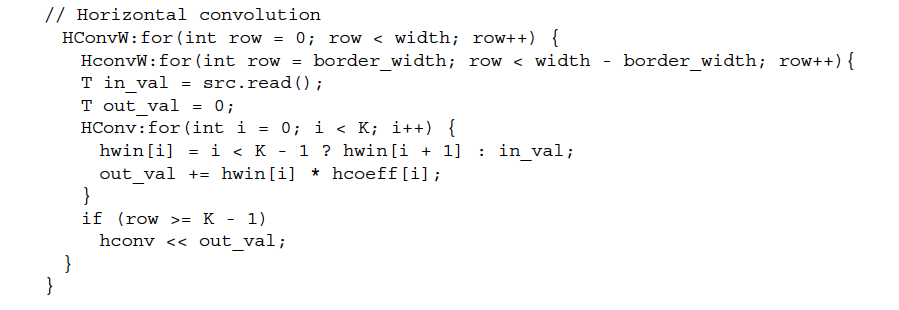 // Horizontal convolution
HConvW:for(int row = 0; row < width; row++) {
HconvW:for(int row = border_width; row < width - border_width; row++){
T in_val = src.read();
T out_val = 0;
HConv:for(int i = 0; i < K; i++) {
hwin[i] = i < K - 1 ? hwin[i + 1] : in_val;
out_val += hwin[i] * hcoeff[i];
}
if (row >= K - 1)
hconv << out_val;
}
}